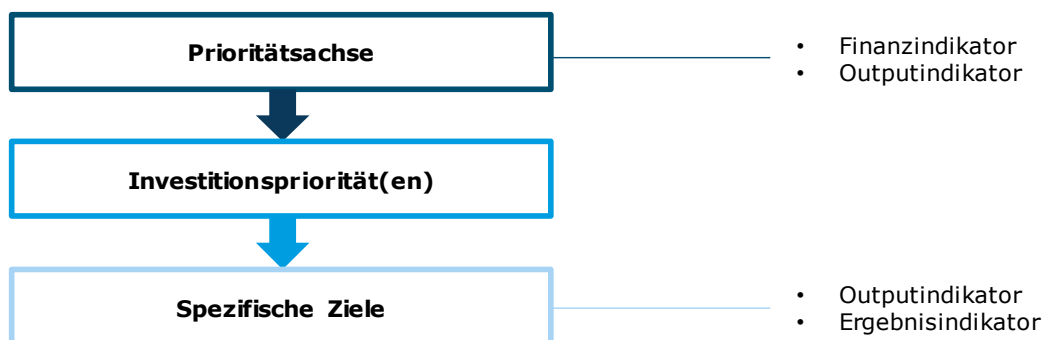 Prioritätsachse
• Finanzindikator
• Outputindikator
Investitionspriorität(en)
Spezifische Ziele
• Outputindikator
• Ergebnisindikator